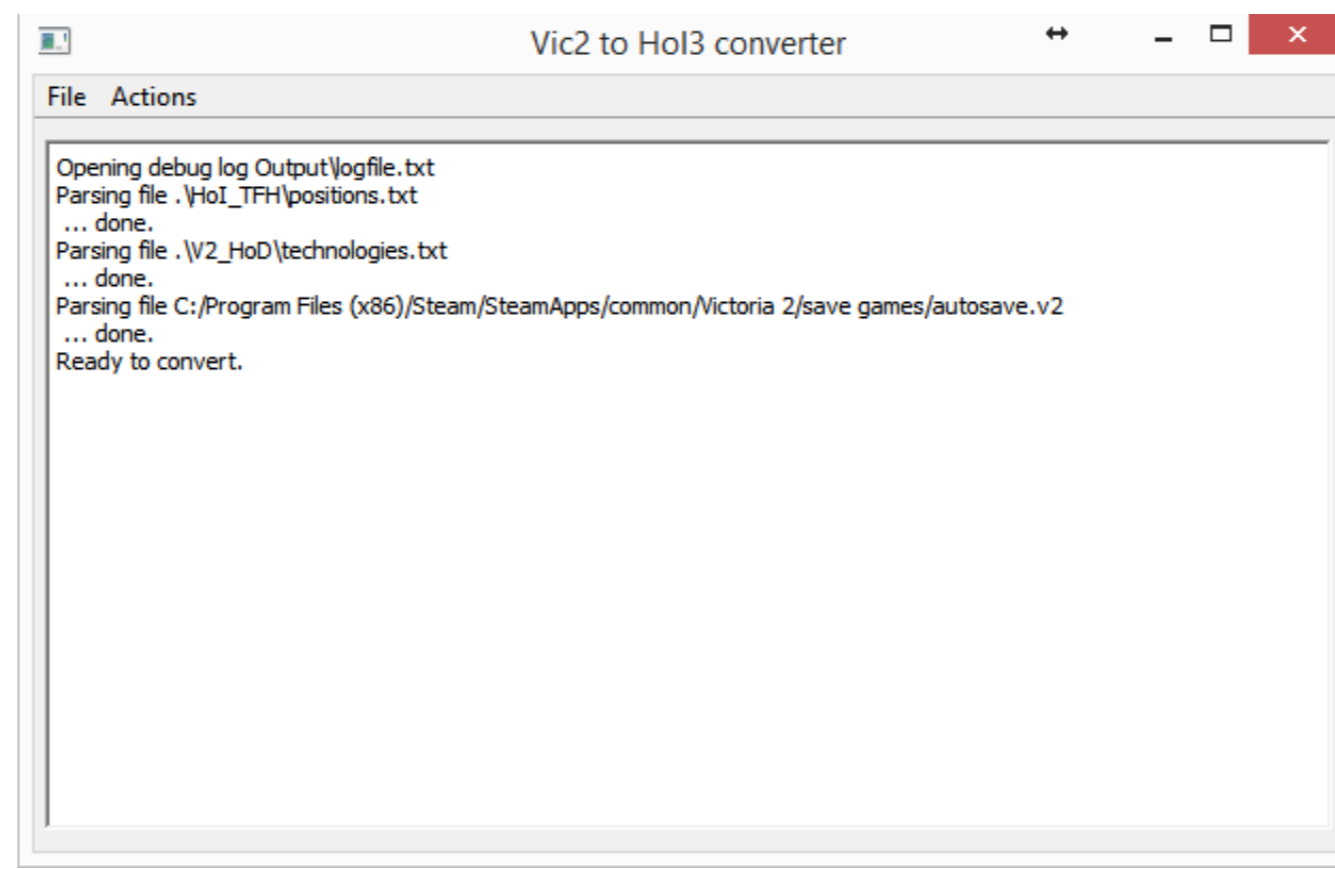 Vic2 to HoI3 converter
File Actions
Opening debug log Output\logfile.txt
Parsing file .\HoI_TFH\positions.txt
... done.
Parsing file .\V2_HoD\technologies.txt
... done.
Parsing file C:/Program Files (x86)/Steam/SteamApps/common/Victoria 2/save games/autosave.v2
... done.
Ready to convert.